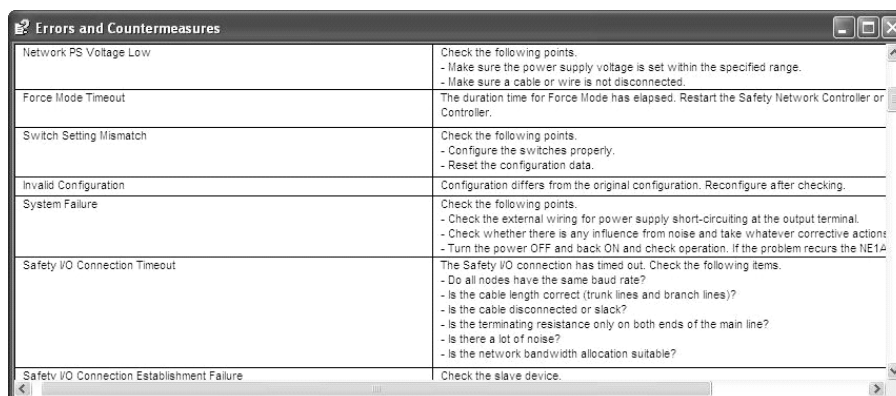 Errors and Countermeasures
Network PS Voltage Low
Check the following points.
- Make sure the power supply voltage is set within the specified range.
- Make sure a cable or wire is not disconnected.
Force Mode Timeout
The duration time for Force Mode has elapsed. Restart the Safety Network Controller or
Controller.
Switch Setting Mismatch
Check the following points.
- Configure the switches properly.
- Reset the configuration data.
Invalid Configuration
Configuration differs from the original configuration. Reconfigure after checking.
System Failure
Check the following points.
- Check the external wiring for power supply short-circuiting at the output terminal.
- Check whether there is any influence from noise and take whatever corrective actions
- Turn the power OFF and back ON and check operation. If the problem recurs the NE1A
Safety I/O Connection Timeout
The Safety I/O connection has timed out. Check the following items.
- Do all nodes have the same baud rate?
- Is the cable length correct (trunk lines and branch lines)?
- Is the cable disconnected or slack?
- Is the terminating resistance only on both ends of the main line?
- Is there a lot of noise?
- Is the network bandwidth allocation suitable?
Safety I/O Connection Establishment Failure
Check the slave device.